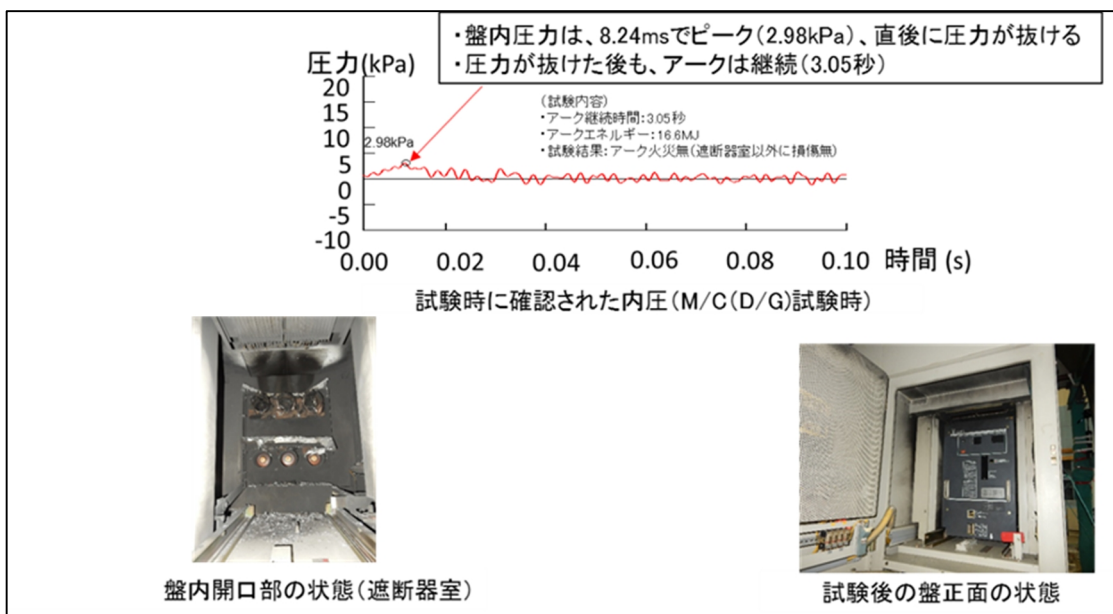 ・盤内圧力は、8.24msでピーク(2.98kPa)、直後に圧力が抜ける
・圧力が抜けた後も、アークは継続(3.05秒)
圧力(kPa)
20
15
10
5
0
-5
-10
2.98kPa
(試験内容)
・アーク継続時間:3.05秒
・アークエネルギー:16.6MJ
・試験結果:アーク火災無(遮断器室以外に損傷無)
0.00 0.02 0.04 0.06 0.08 0.10 時間 (s)
試験時に確認された内圧(M/C(D/G)試験時)
盤内開口部の状態(遮断器室)
試験後の盤正面の状態